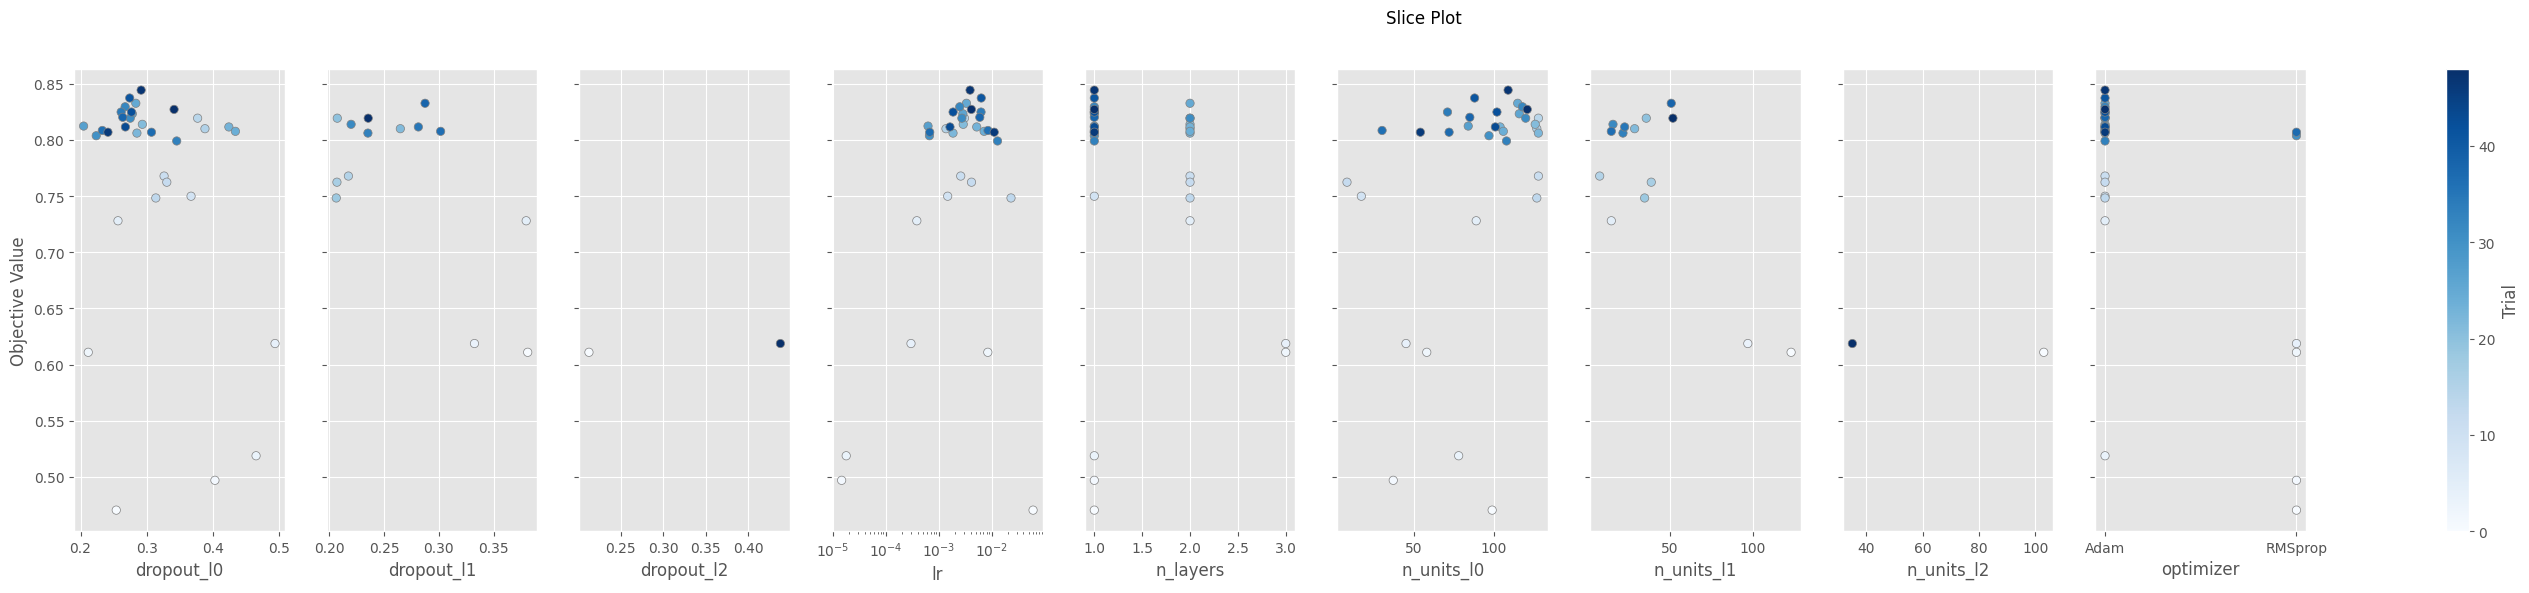 Slice Plot
Objective Value
0.85
0.80
0.75
0.70
0.65
0.60
0.55
0.50
0.2 0.3 0.4 0.5
dropout_l0
0.20 0.25 0.30 0.35
dropout_l1
0.25 0.30 0.35 0.40
dropout_l2
10⁻⁵ 10⁻⁴ 10⁻³ 10⁻²
lr
1.0 1.5 2.0 2.5 3.0
n_layers
50 100
n_units_l0
50 100
n_units_l1
40 60 80 100
n_units_l2
Adam RMSprop
optimizer
40
30
20
10
0
Trial